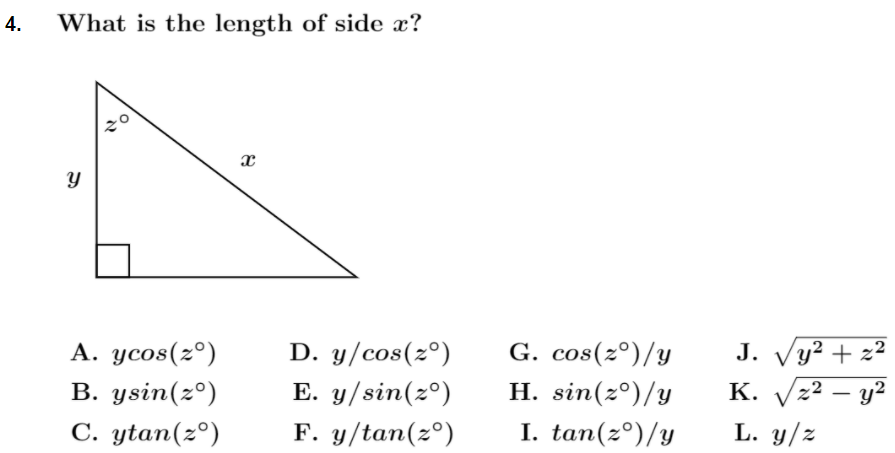 4. What is the length of side x?
z°
x
y
A. ycos(z°) D. y/cos(z°) G. cos(z°)/y J. √(y² + z²)
B. ysin(z°) E. y/sin(z°) H. sin(z°)/y K. √(z² − y²)
C. ytan(z°) F. y/tan(z°) I. tan(z°)/y L. y/z